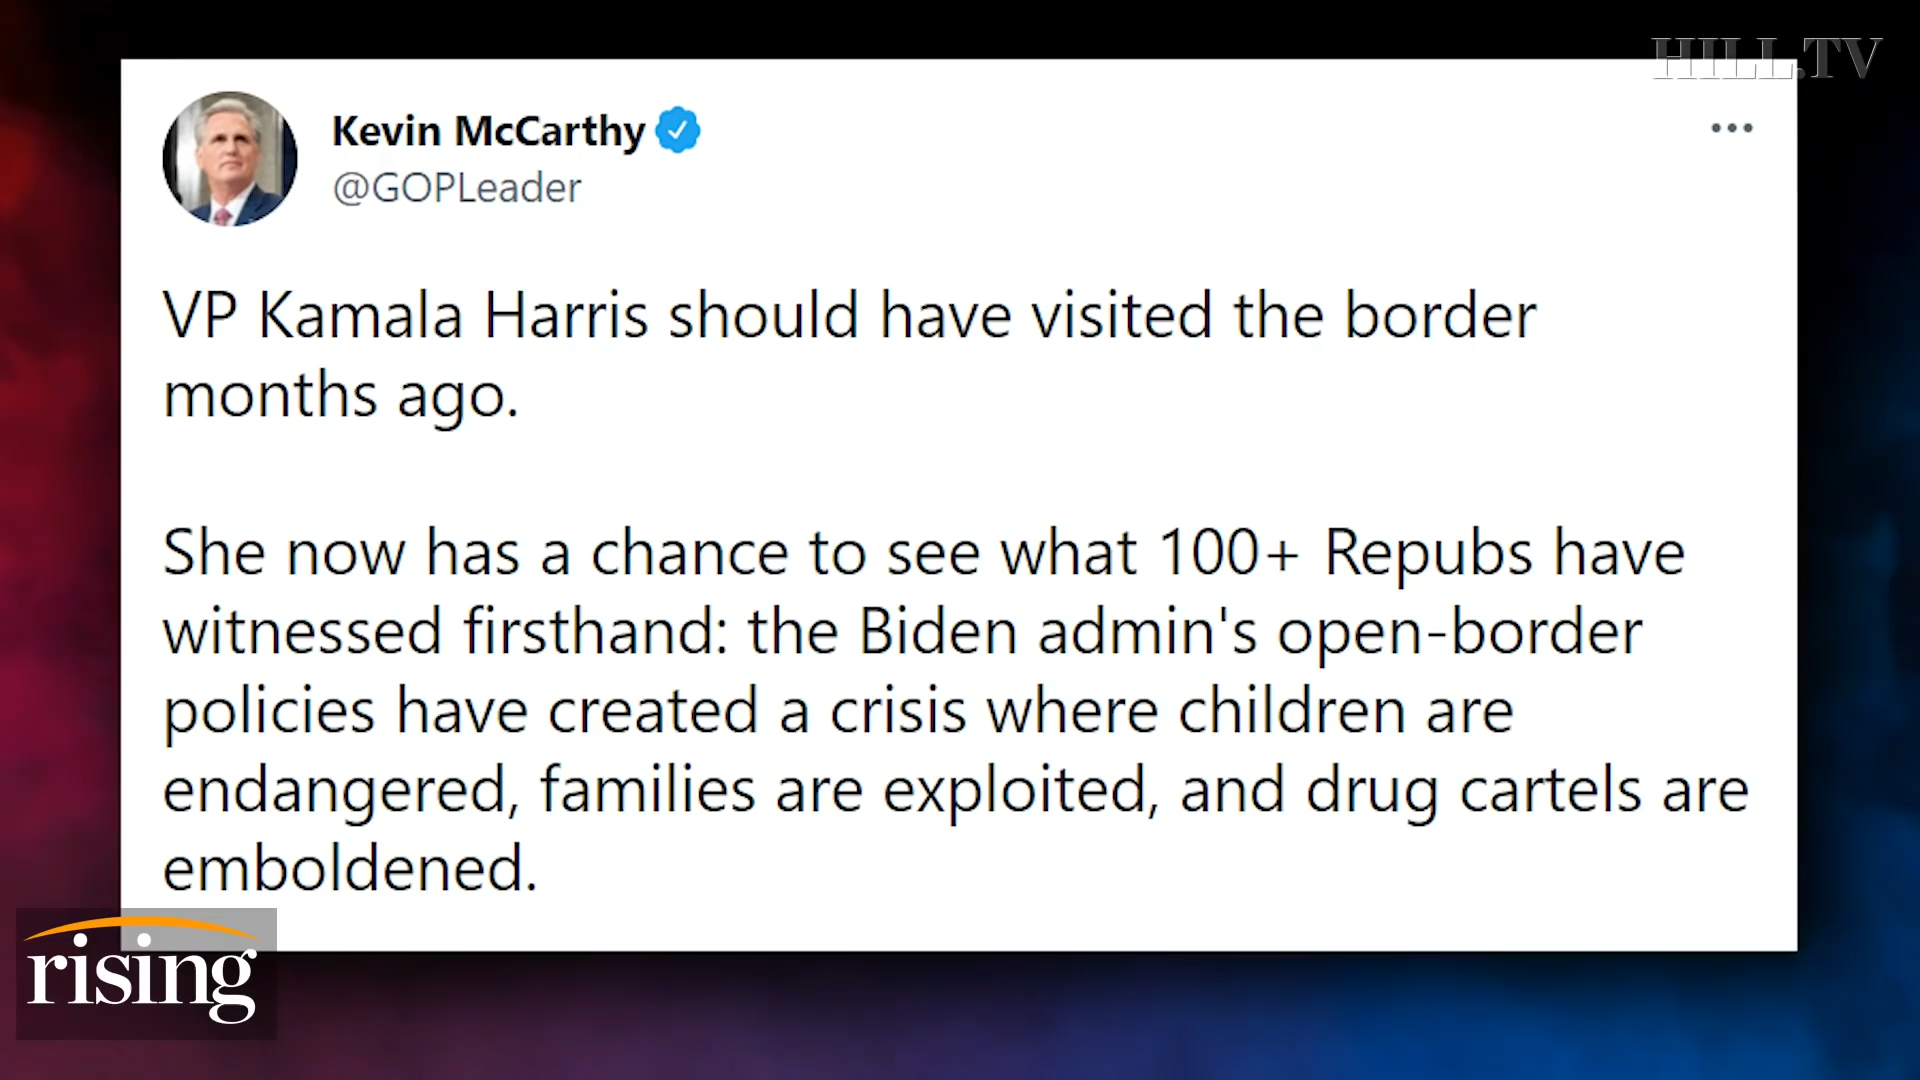 HILL.TV
Kevin McCarthy
@GOPLeader
VP Kamala Harris should have visited the border
months ago.
She now has a chance to see what 100+ Repubs have
witnessed firsthand: the Biden admin's open-border
policies have created a crisis where children are
endangered, families are exploited, and drug cartels are
emboldened.
rising